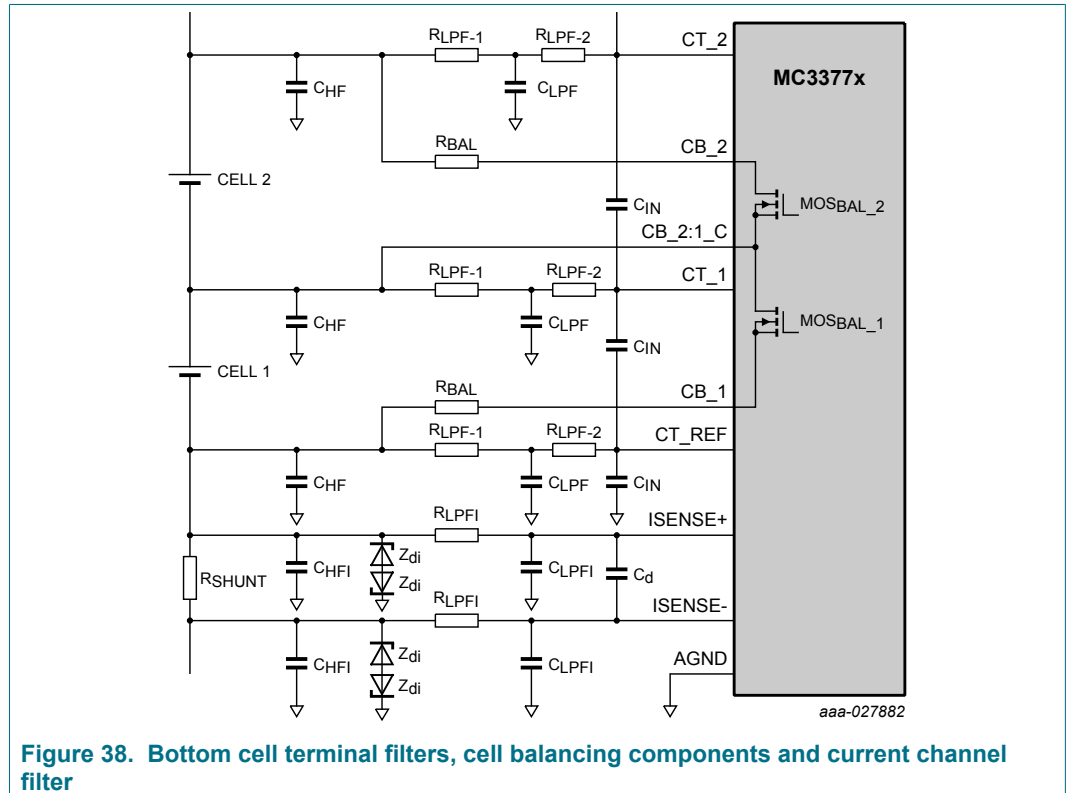 RLPF-1 RLPF-2 CT_2
MC3377x
CHF CLPF
RBAL CB_2
CELL 2
MOSBAL_2
CIN
CB_2:1_C
RLPF-1 RLPF-2 CT_1
CHF CLPF
MOSBAL_1
CIN
CELL 1
RBAL CB_1
RLPF-1 RLPF-2 CT_REF
CHF CLPF CIN
RLPFI ISENSE+
Zdi
RSHUNT CHFI CLPFI Cd
Zdi
RLPFI ISENSE-
Zdi
CHFI CLPFI AGND
Zdi
aaa-027882
Figure 38. Bottom cell terminal filters, cell balancing components and current channel
filter